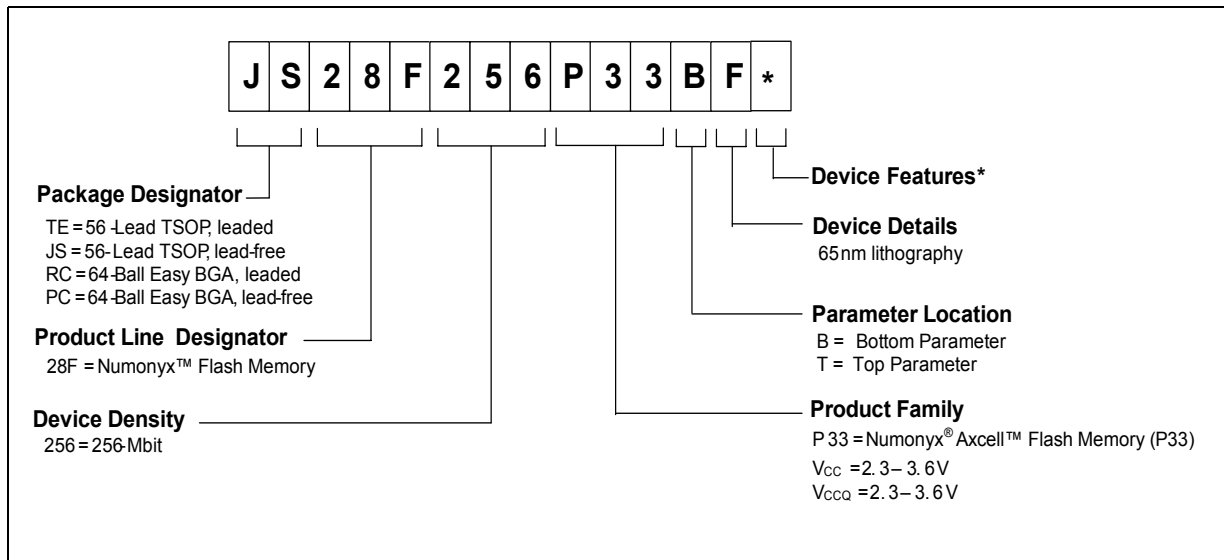 J S 2 8 F 2 5 6 P 3 3 B F *
Package Designator
TE = 56 -Lead TSOP, leaded
JS = 56- Lead TSOP, lead-free
RC = 64-Ball Easy BGA, leaded
PC = 64-Ball Easy BGA, lead-free
Product Line Designator
28F = Numonyx™ Flash Memory
Device Density
256 = 256-Mbit
Device Features*
Device Details
65nm lithography
Parameter Location
B = Bottom Parameter
T = Top Parameter
Product Family
P 33 = Numonyx® Axcell™ Flash Memory (P33)
VCC = 2. 3 – 3. 6 V
VCCQ = 2. 3 – 3. 6 V